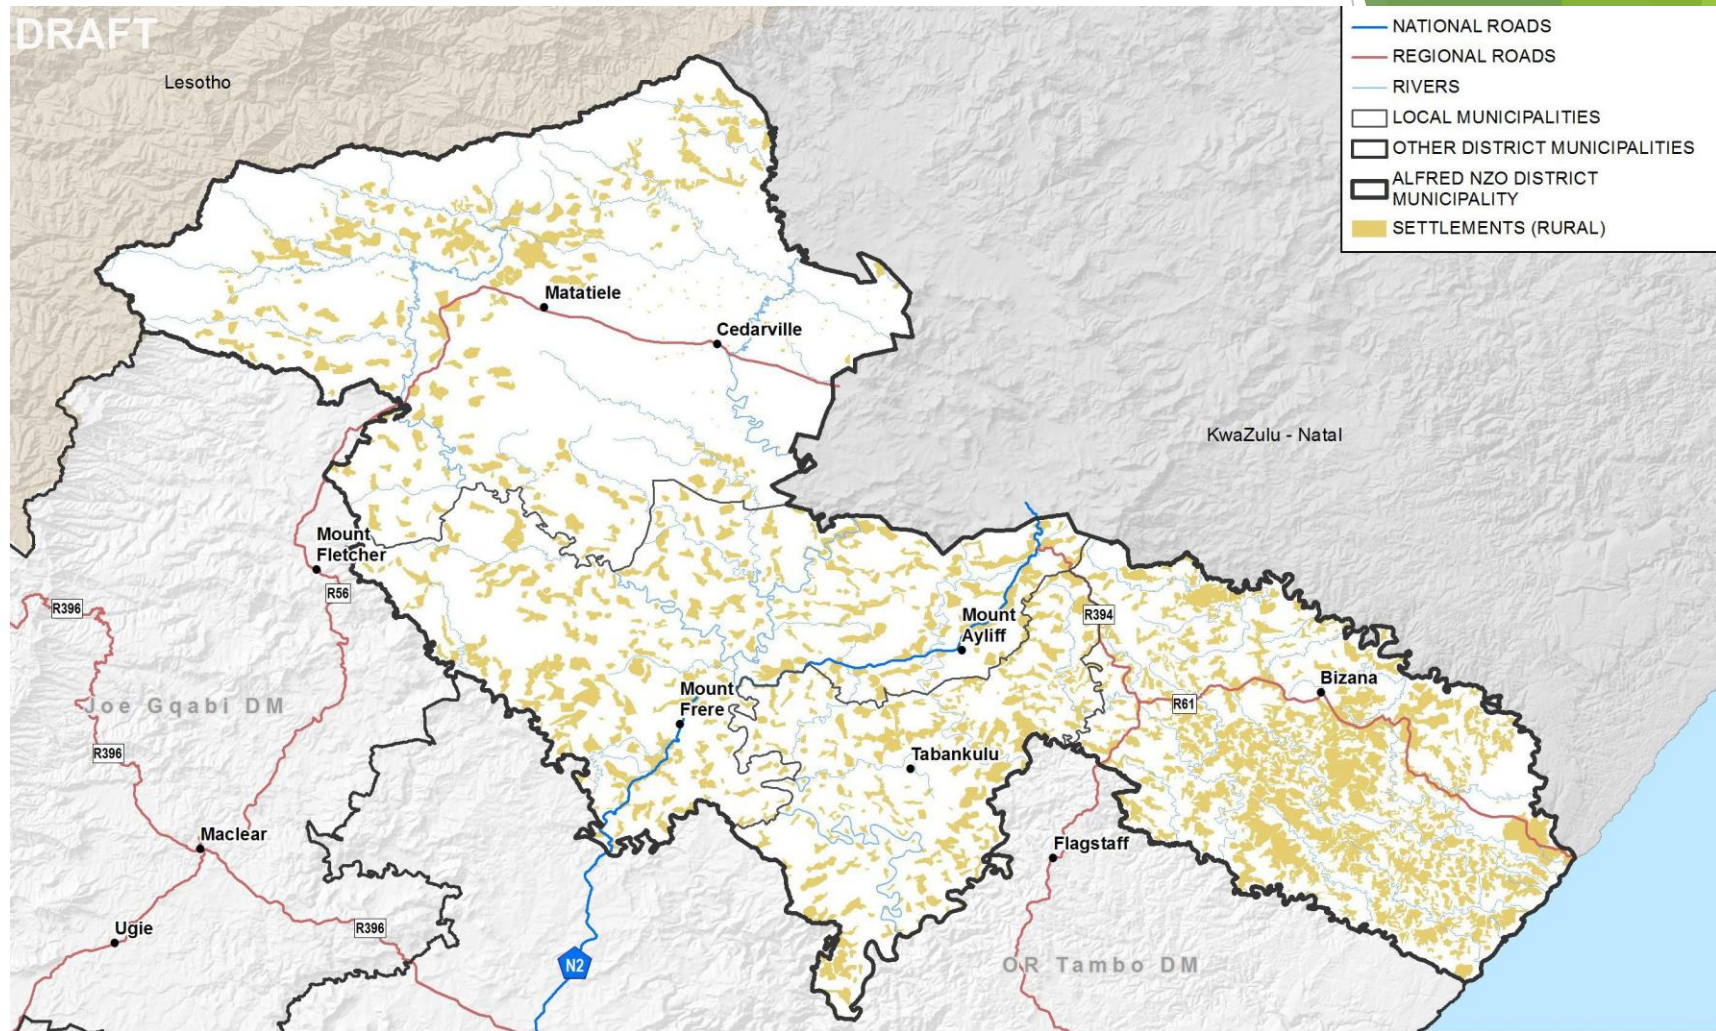 DRAFT
NATIONAL ROADS
REGIONAL ROADS
RIVERS
LOCAL MUNICIPALITIES
OTHER DISTRICT MUNICIPALITIES
ALFRED NZO DISTRICT
MUNICIPALITY
SETTLEMENTS (RURAL)
Lesotho
Matatiele
Cedarville
KwaZulu - Natal
Mount
Fletcher
R56
R396
R394
Mount
Ayliff
Joe Gqabi DM
Mount
Frere
R61
Bizana
R396
Tabankulu
Maclear
Flagstaff
Ugie
R396
N2
OR Tambo DM